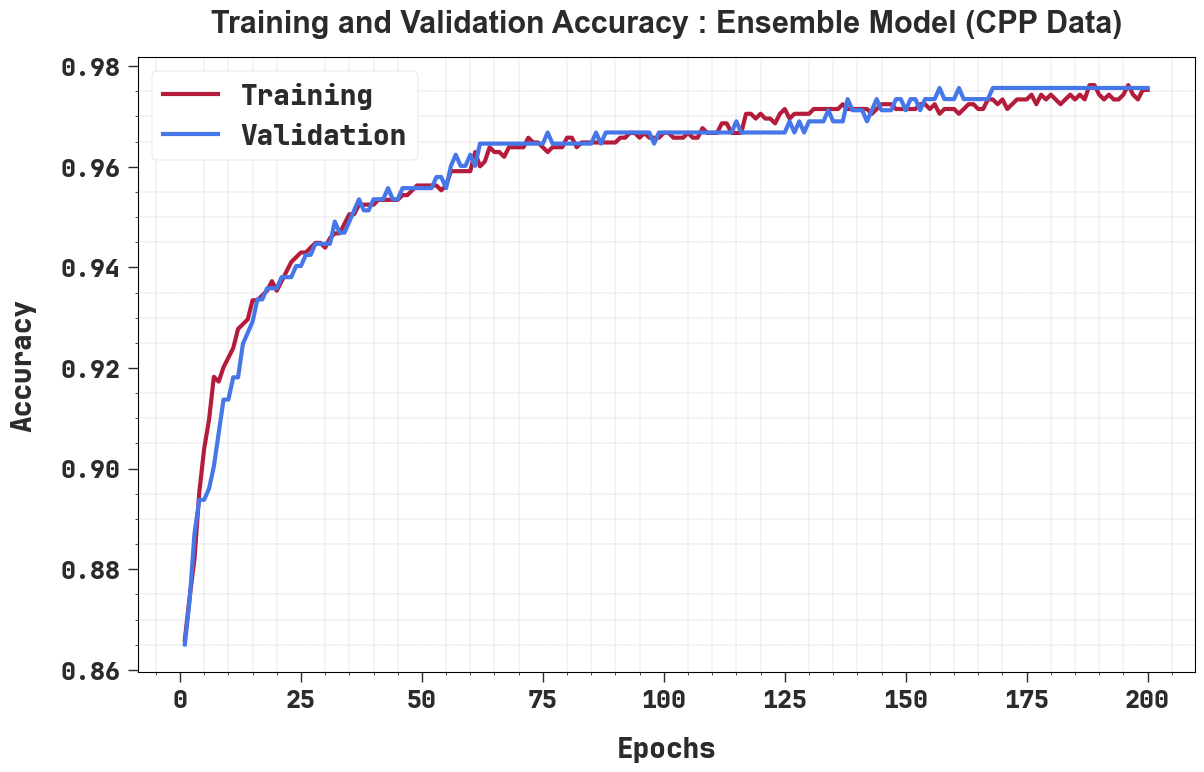 Training and Validation Accuracy : Ensemble Model (CPP Data)
Training
Validation
Accuracy
0.98
0.96
0.94
0.92
0.90
0.88
0.86
0 25 50 75 100 125 150 175 200
Epochs